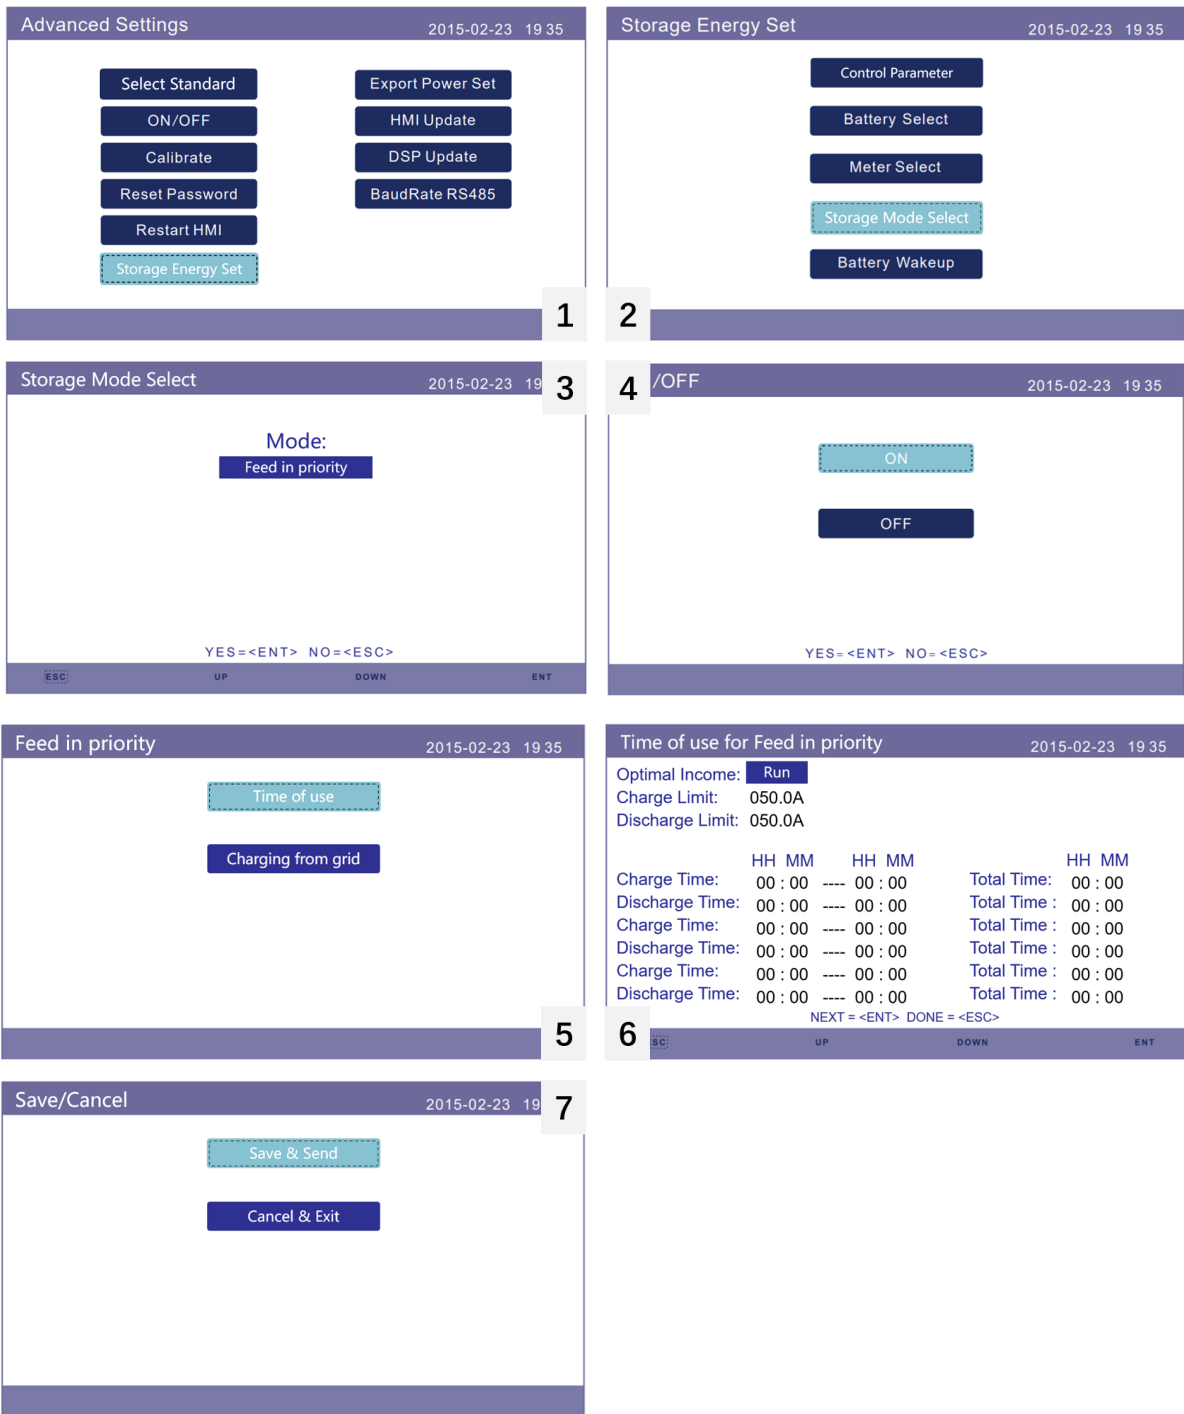 Advanced Settings 2015-02-23 19 35
Select Standard
ON/OFF
Calibrate
Reset Password
Restart HMI
Storage Energy Set
Export Power Set
HMI Update
DSP Update
BaudRate RS485
1
Storage Energy Set 2015-02-23 19 35
Control Parameter
Battery Select
Meter Select
Storage Mode Select
Battery Wakeup
2
Storage Mode Select 2015-02-23 19
3
Mode:
Feed in priority
YES=<ENT> NO=<ESC>
ESC UP DOWN ENT
4
/OFF 2015-02-23 19 35
ON
OFF
YES=<ENT> NO=<ESC>
Feed in priority 2015-02-23 19 35
Time of use
Charging from grid
5
Time of use for Feed in priority 2015-02-23 19 35
Optimal Income: Run
Charge Limit: 050.0A
Discharge Limit: 050.0A
HH MM HH MM HH MM
Charge Time: 00 : 00 ---- 00 : 00 Total Time: 00 : 00
Discharge Time: 00 : 00 ---- 00 : 00 Total Time : 00 : 00
Charge Time: 00 : 00 ---- 00 : 00 Total Time : 00 : 00
Discharge Time: 00 : 00 ---- 00 : 00 Total Time : 00 : 00
Charge Time: 00 : 00 ---- 00 : 00 Total Time : 00 : 00
Discharge Time: 00 : 00 ---- 00 : 00 Total Time : 00 : 00
NEXT = <ENT> DONE = <ESC>
6
SC UP DOWN ENT
Save/Cancel 2015-02-23 19
7
Save & Send
Cancel & Exit